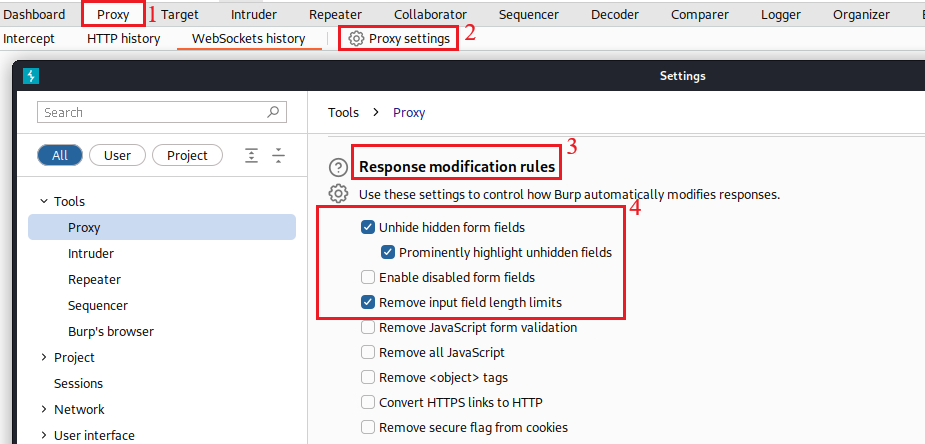 Dashboard Proxy 1 Target Intruder Repeater Collaborator Sequencer Decoder Comparer Logger Organizer
Intercept HTTP history WebSockets history Proxy settings 2
Settings
Search
All User Project
Tools
Proxy
Intruder
Repeater
Sequencer
Burp's browser
Project
Sessions
Network
User interface
Tools > Proxy
3
Response modification rules
Use these settings to control how Burp automatically modifies responses.
4
Unhide hidden form fields
Prominently highlight unhidden fields
Enable disabled form fields
Remove input field length limits
Remove JavaScript form validation
Remove all JavaScript
Remove <object> tags
Convert HTTPS links to HTTP
Remove secure flag from cookies